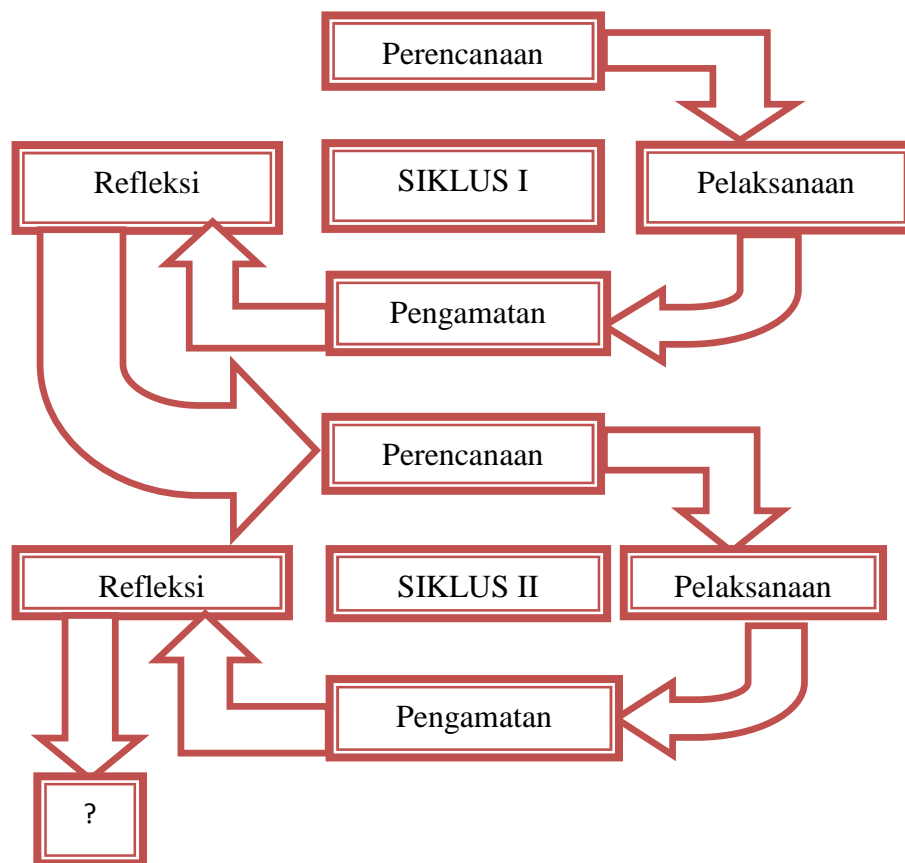 Perencanaan
Refleksi
SIKLUS I
Pelaksanaan
Pengamatan
Perencanaan
Refleksi
SIKLUS II
Pelaksanaan
Pengamatan
?